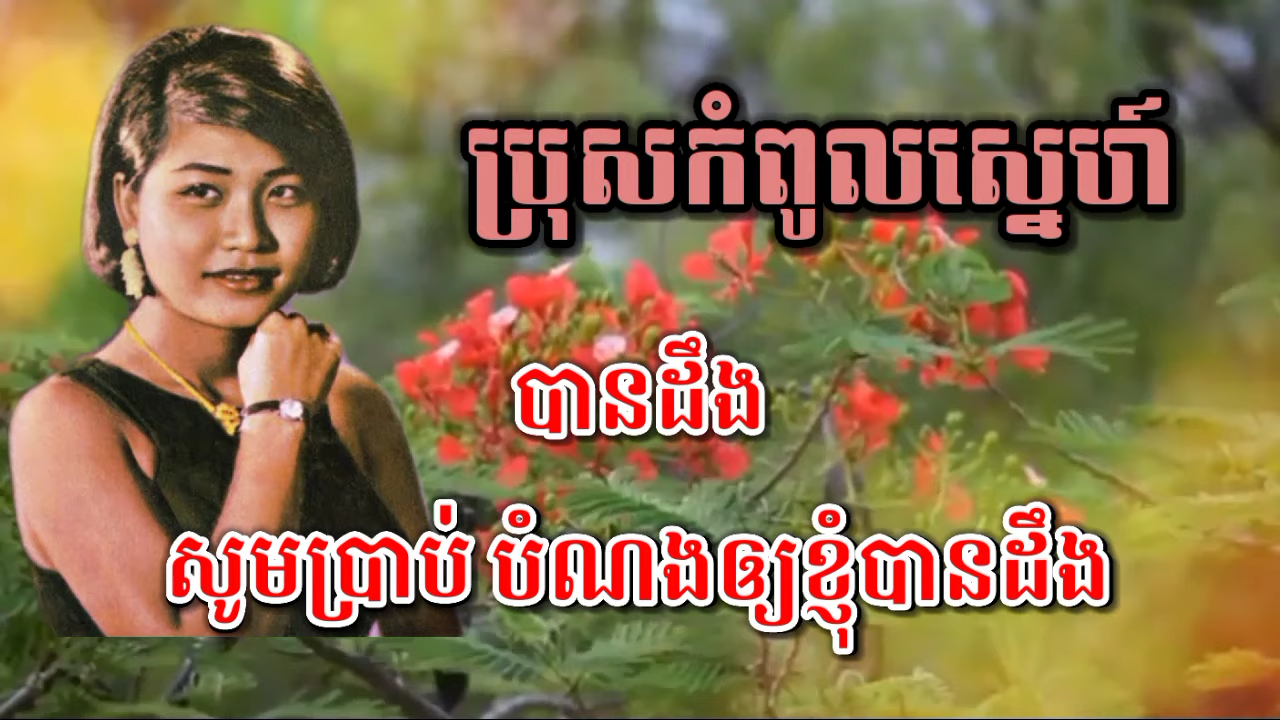 ប្រុសកំពូលស្នេហ៍
បានដឹង
សូមប្រាប់ បំណងឲ្យខ្ញុំបានដឹង